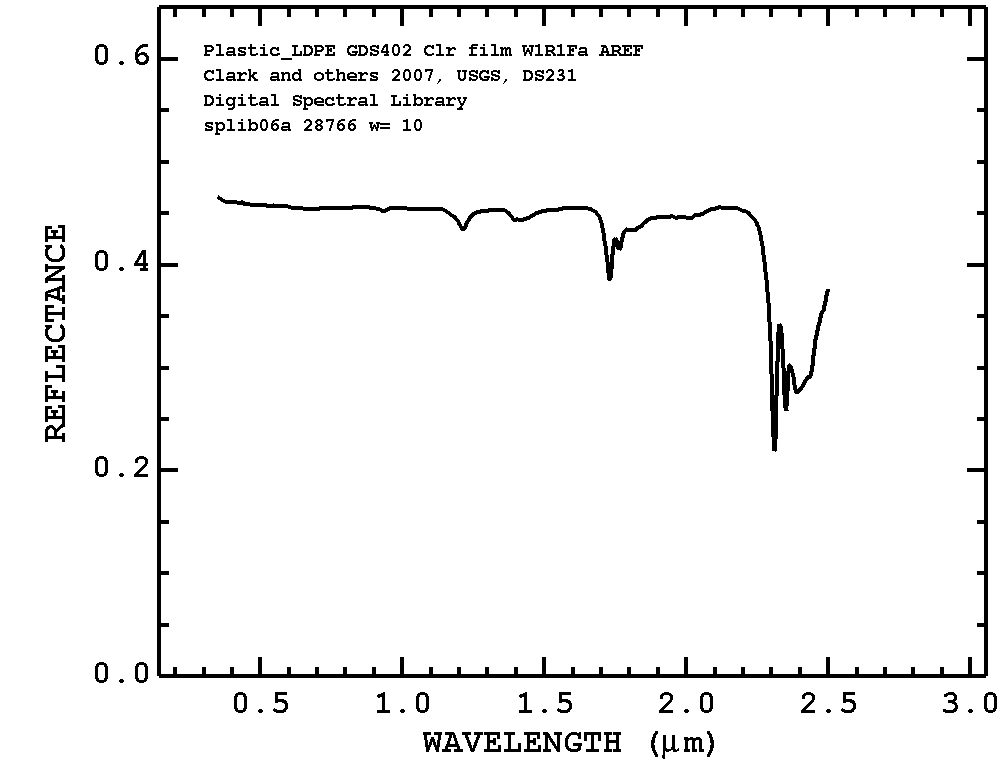 Plastic_LDPE GDS402 Clr film W1R1Fa AREF
Clark and others 2007, USGS, DS231
Digital Spectral Library
splib06a 28766 w= 10
REFLECTANCE
0.6
0.4
0.2
0.0
0.5 1.0 1.5 2.0 2.5 3.0
WAVELENGTH (μm)